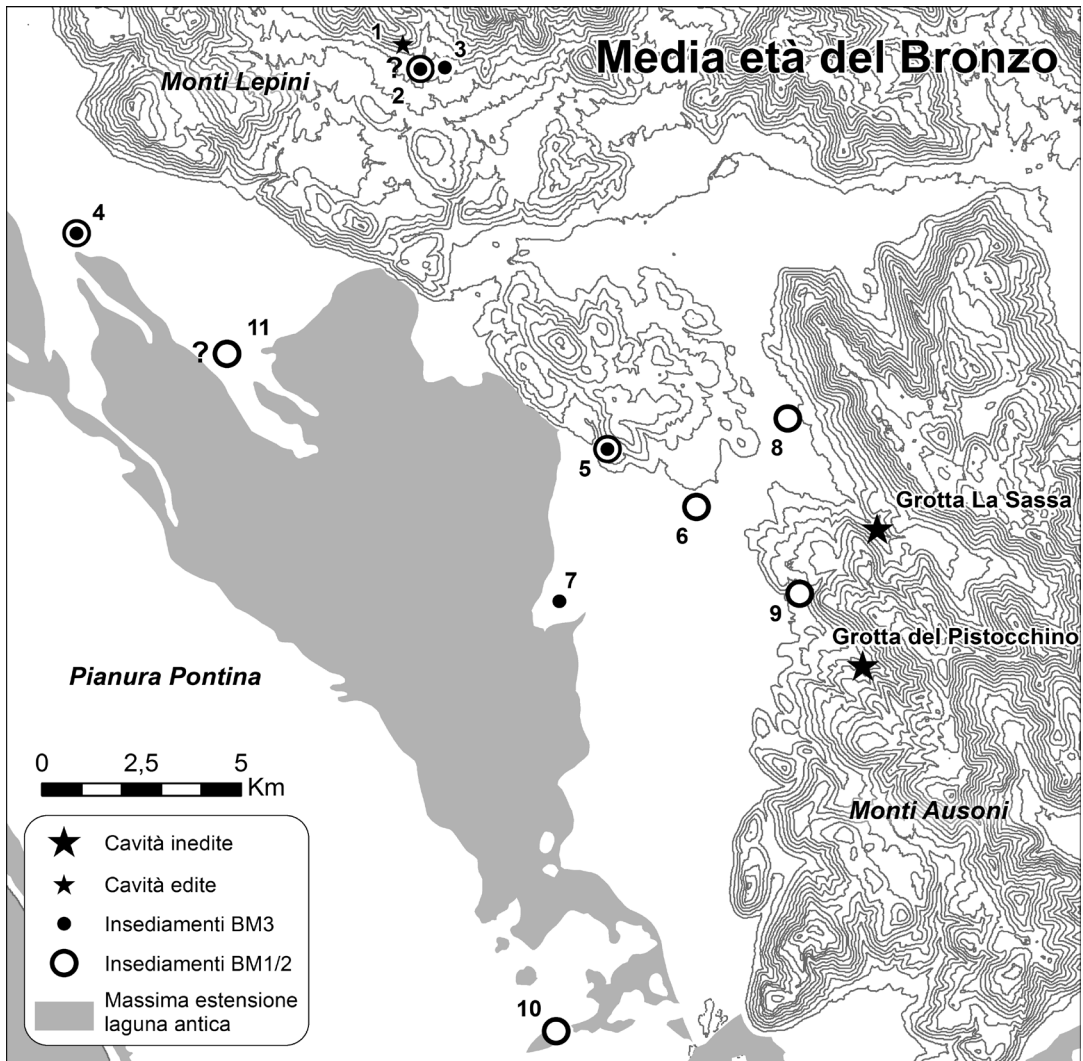 Media età del Bronzo
1
3
Monti Lepini
?
2
4
11
?
8
5
Grotta La Sassa
6
7
9
Grotta del Pistocchino
Pianura Pontina
0 2,5 5
Km
Monti Ausoni
Cavità inedite
Cavità edite
Insediamenti BM3
Insediamenti BM1/2
Massima estensione
laguna antica
10